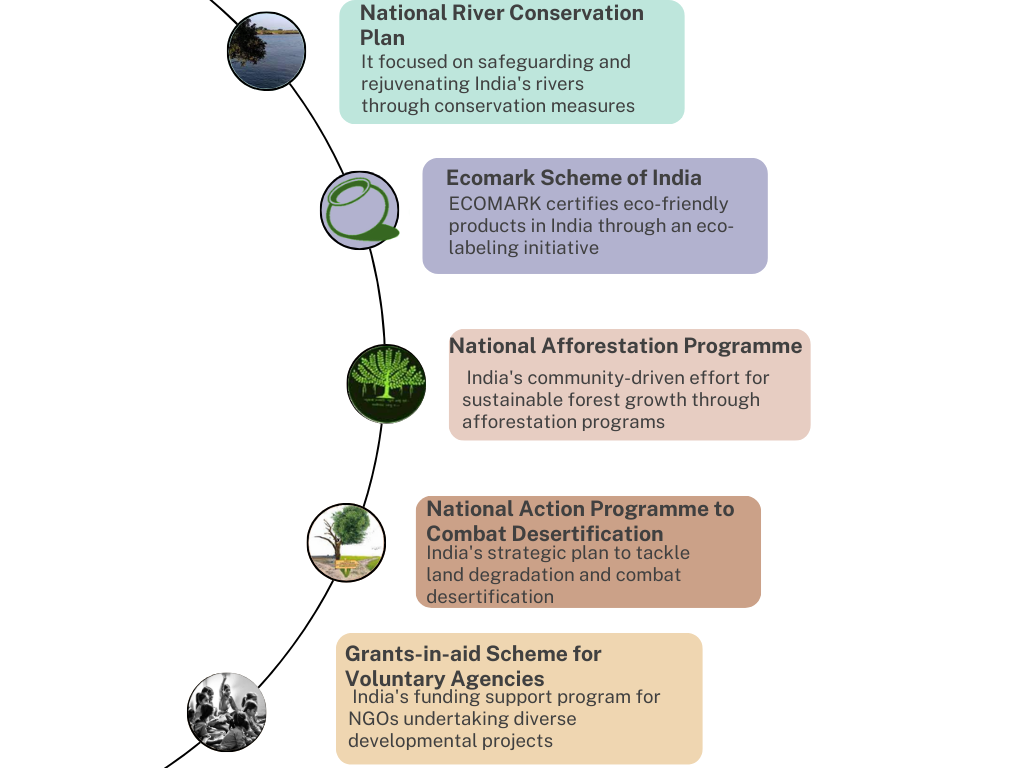 National River Conservation
Plan
It focused on safeguarding and
rejuvenating India's rivers
through conservation measures
Ecomark Scheme of India
ECOMARK certifies eco-friendly
products in India through an eco-
labeling initiative
National Afforestation Programme
India's community-driven effort for
sustainable forest growth through
afforestation programs
National Action Programme to
Combat Desertification
India's strategic plan to tackle
land degradation and combat
desertification
Grants-in-aid Scheme for
Voluntary Agencies
India's funding support program for
NGOs undertaking diverse
developmental projects